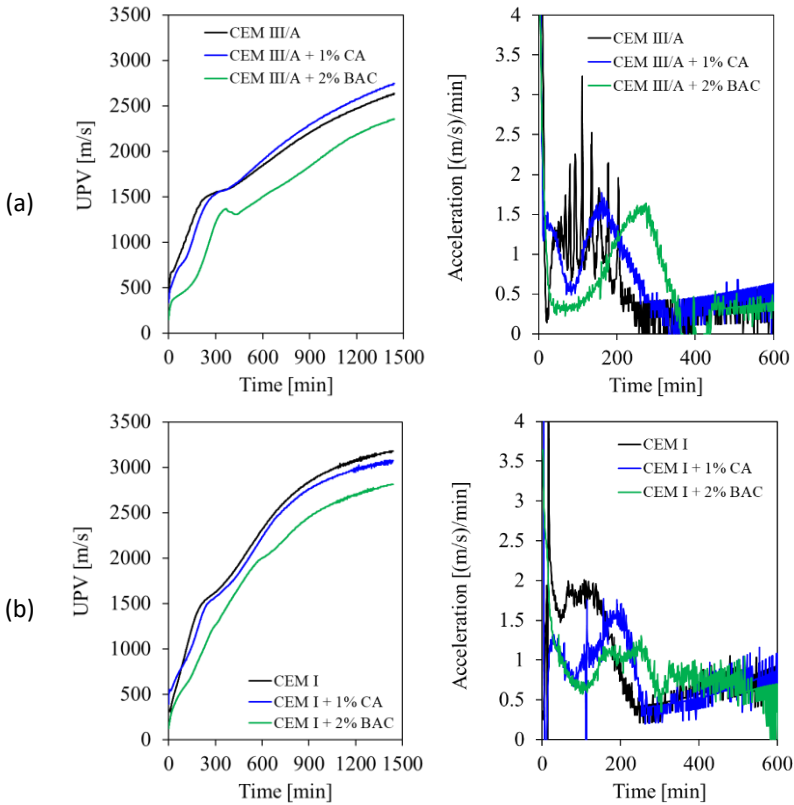 (a)
UPV [m/s]
3500
3000
2500
2000
1500
1000
500
0
0 300 600 900 1200 1500
Time [min]
CEM III/A
CEM III/A + 1% CA
CEM III/A + 2% BAC
Acceleration [(m/s)/min]
4
3.5
3
2.5
2
1.5
1
0.5
0
0 200 400 600
Time [min]
CEM III/A
CEM III/A + 1% CA
CEM III/A + 2% BAC
(b)
UPV [m/s]
3500
3000
2500
2000
1500
1000
500
0
0 300 600 900 1200 1500
Time [min]
CEM I
CEM I + 1% CA
CEM I + 2% BAC
Acceleration [(m/s)/min]
4
3.5
3
2.5
2
1.5
1
0.5
0
0 200 400 600
Time [min]
CEM I
CEM I + 1% CA
CEM I + 2% BAC